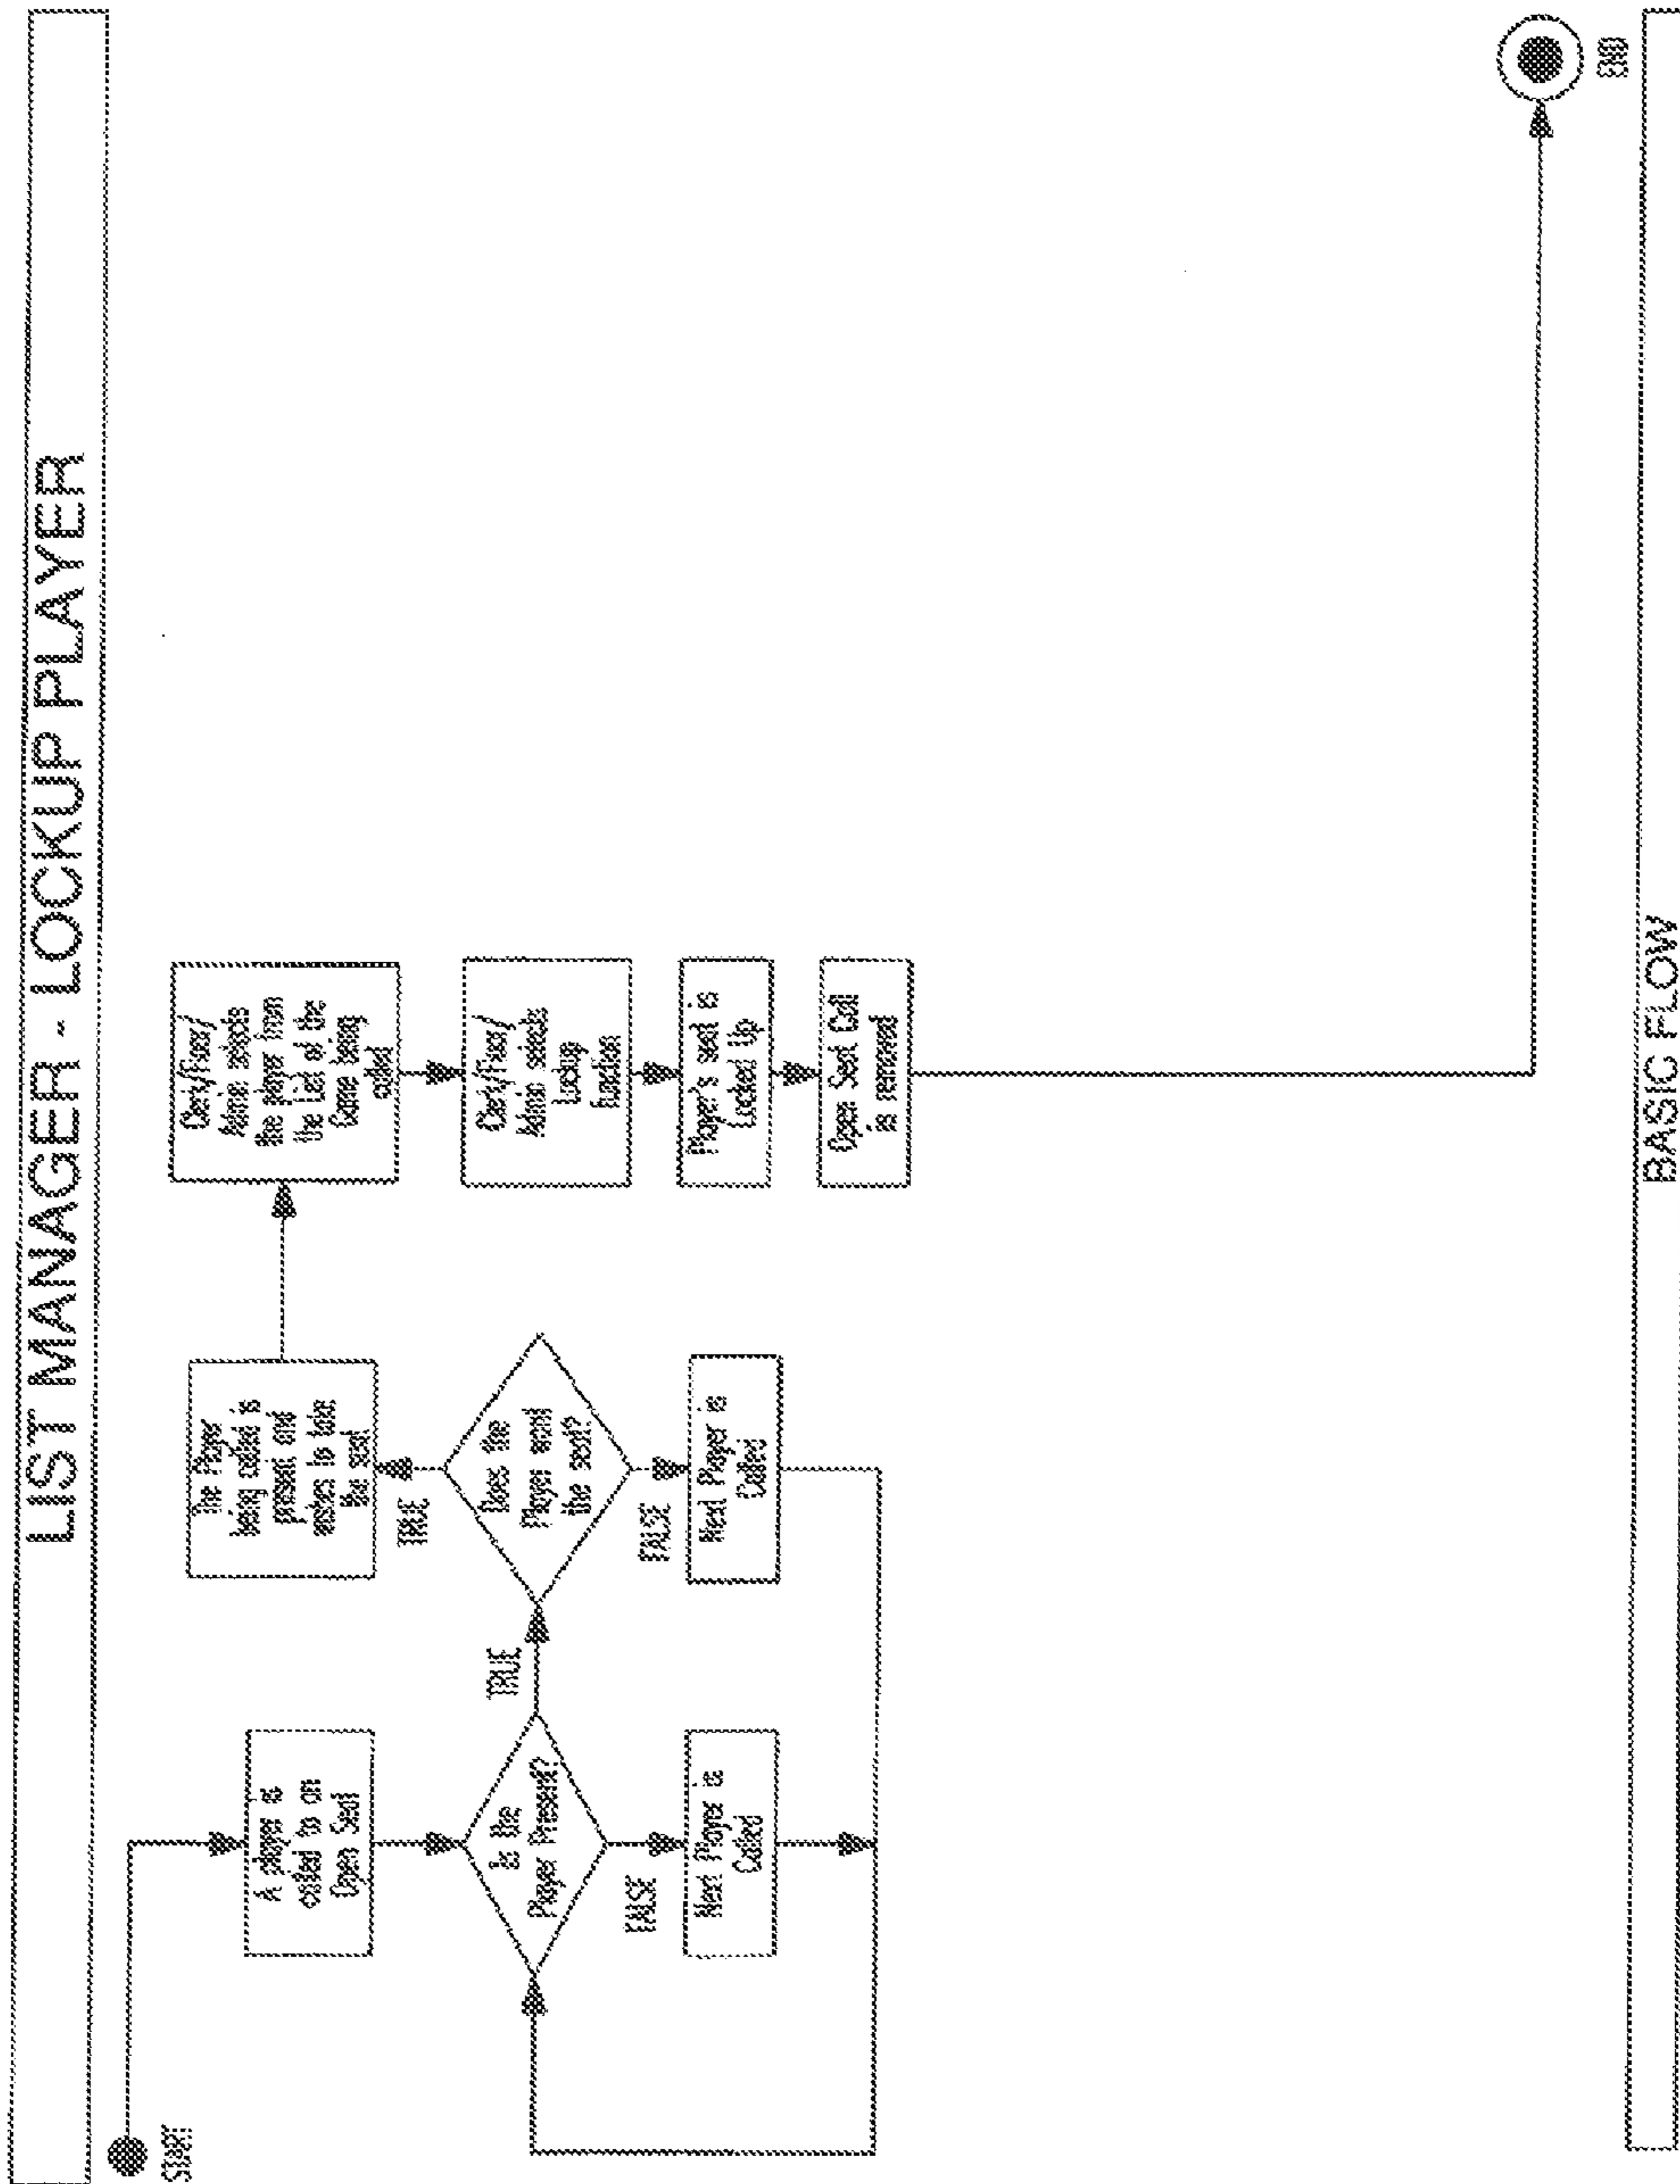 LIST MANAGER - LOCKUP PLAYER
START
A player is
called to an
Open Seat
Is the
Player Present?
TRUE
FALSE
Next Player is
Called
The Player
being called is
present and
wishes to take
the seat
TRUE
Does the
Player want
the seat?
FALSE
Next Player is
Called
Clerk/Floor/
Admin selects
the player from
the List of the
Game being
called
Clerk/Floor/
Admin selects
Lockup
function
Player's seat is
Locked Up
Open Seat Call
is removed
END
BASIC FLOW